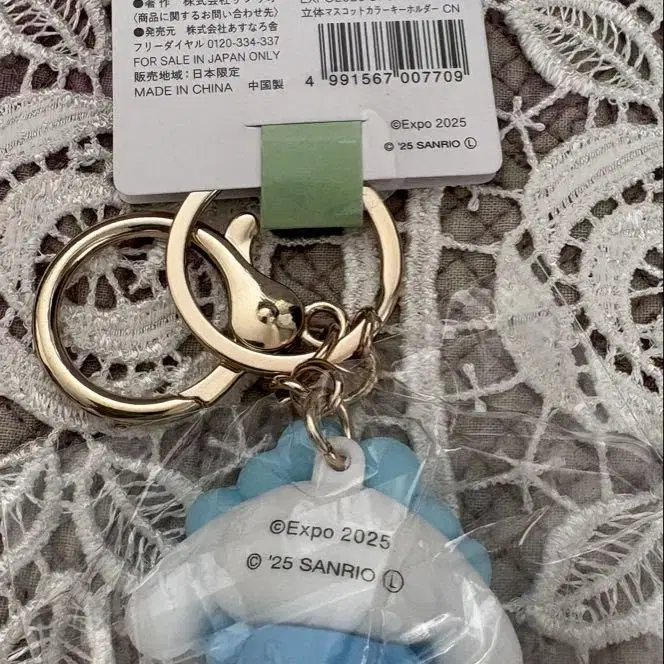 ●著作 株式会社サンリオ
〈商品に関するお問い合わせ先〉
●発売元 株式会社あすなろ舎
フリーダイヤル 0120-334-337
FOR SALE IN JAPAN ONLY
販売地域:日本限定
MADE IN CHINA 中国製
立体マスコットカラーキーホルダー CN
4 991567 007709
©Expo 2025
© '25 SANRIO Ⓛ
©Expo 2025
© '25 SANRIO Ⓛ